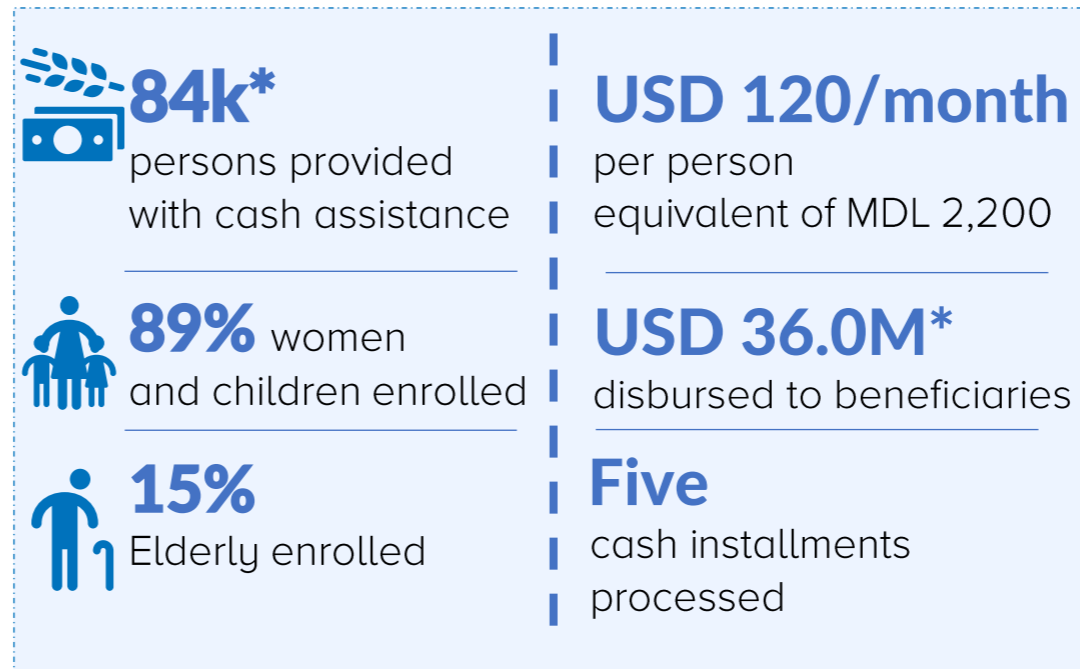 84k*
persons provided
with cash assistance
89% women
and children enrolled
15%
Elderly enrolled
USD 120/month
per person
equivalent of MDL 2,200
USD 36.0M*
disbursed to beneficiaries
Five
cash installments
processed